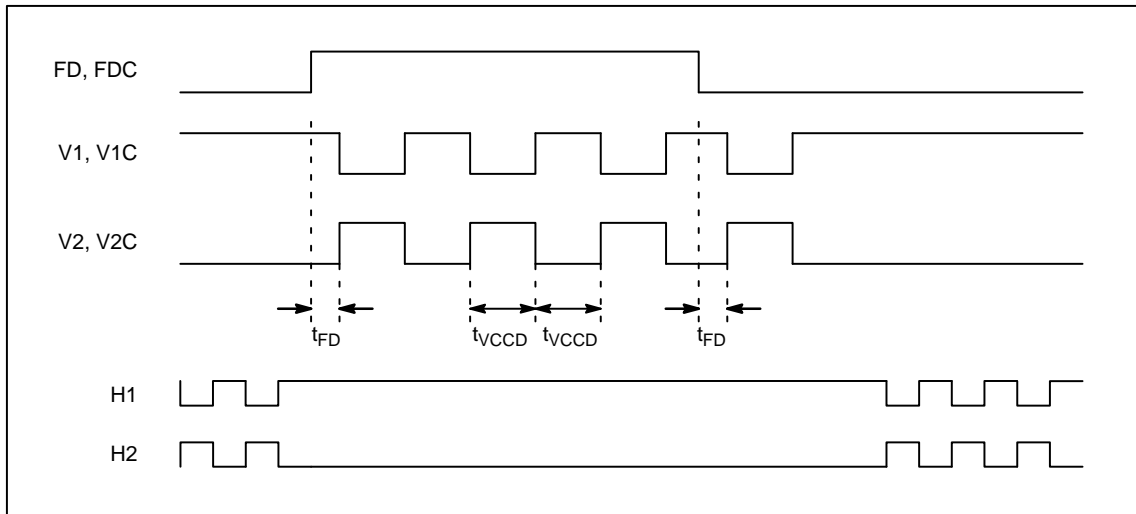 FD, FDC
V1, V1C
V2, V2C
tFD tVCCD tVCCD tFD
H1
H2